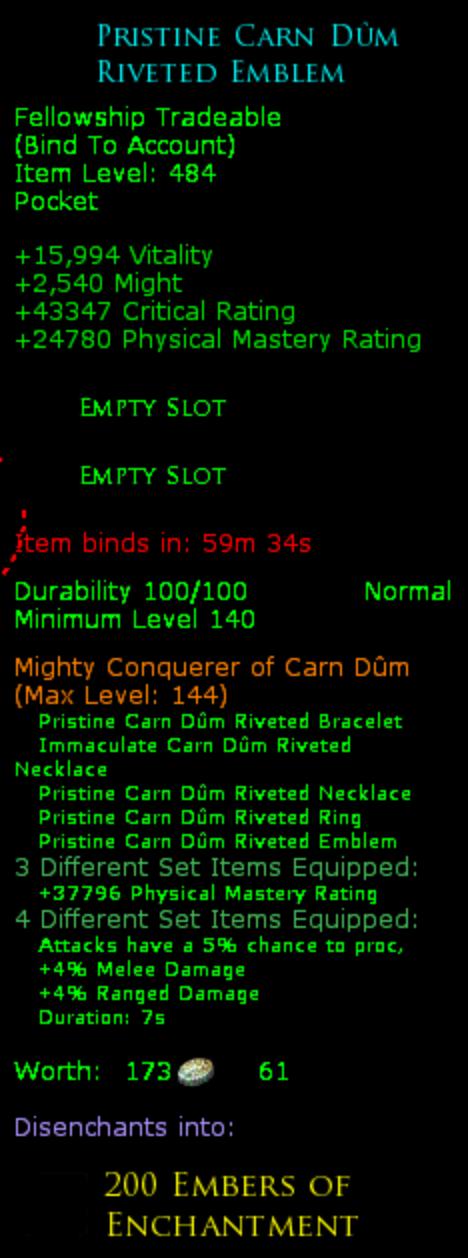 Pristine Carn Dûm
Riveted Emblem
Fellowship Tradeable
(Bind To Account)
Item Level: 484
Pocket
+15,994 Vitality
+2,540 Might
+43347 Critical Rating
+24780 Physical Mastery Rating
Empty Slot
Empty Slot
Item binds in: 59m 34s
Durability 100/100 Normal
Minimum Level 140
Mighty Conquerer of Carn Dûm
(Max Level: 144)
Pristine Carn Dûm Riveted Bracelet
Immaculate Carn Dûm Riveted
Necklace
Pristine Carn Dûm Riveted Necklace
Pristine Carn Dûm Riveted Ring
Pristine Carn Dûm Riveted Emblem
3 Different Set Items Equipped:
+37796 Physical Mastery Rating
4 Different Set Items Equipped:
Attacks have a 5% chance to proc,
+4% Melee Damage
+4% Ranged Damage
Duration: 7s
Worth: 173 61
Disenchants into:
200 Embers of
Enchantment